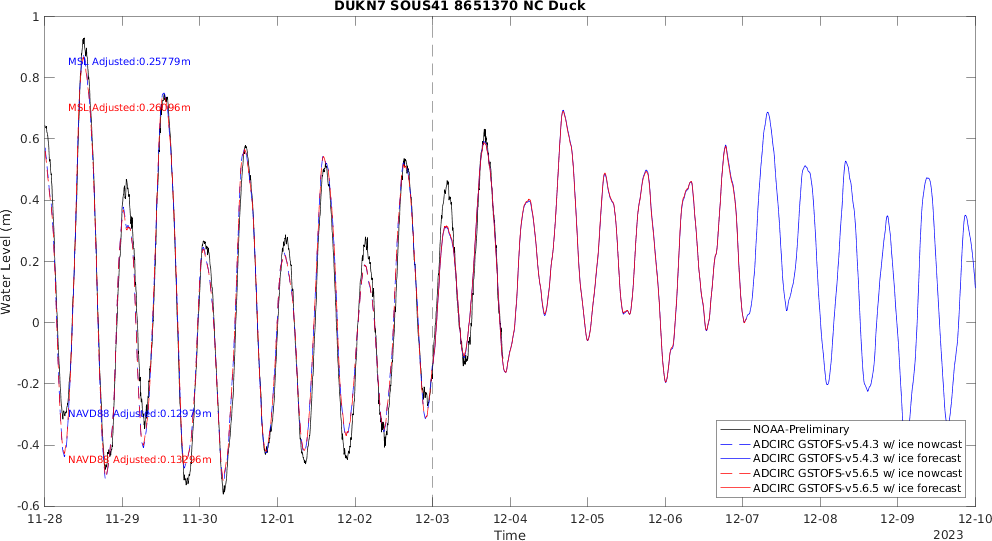 DUKN7 SOUS41 8651370 NC Duck
1
0.8
0.6
0.4
0.2
0
-0.2
-0.4
-0.6
Water Level (m)
MSL Adjusted:0.25779m
MSL Adjusted:0.26096m
NAVD88 Adjusted:0.12979m
NAVD88 Adjusted:0.13296m
NOAA-Preliminary
ADCIRC GSTOFS-v5.4.3 w/ ice nowcast
ADCIRC GSTOFS-v5.4.3 w/ ice forecast
ADCIRC GSTOFS-v5.6.5 w/ ice nowcast
ADCIRC GSTOFS-v5.6.5 w/ ice forecast
11-28 11-29 11-30 12-01 12-02 12-03 12-04 12-05 12-06 12-07 12-08 12-09 12-10
Time
2023